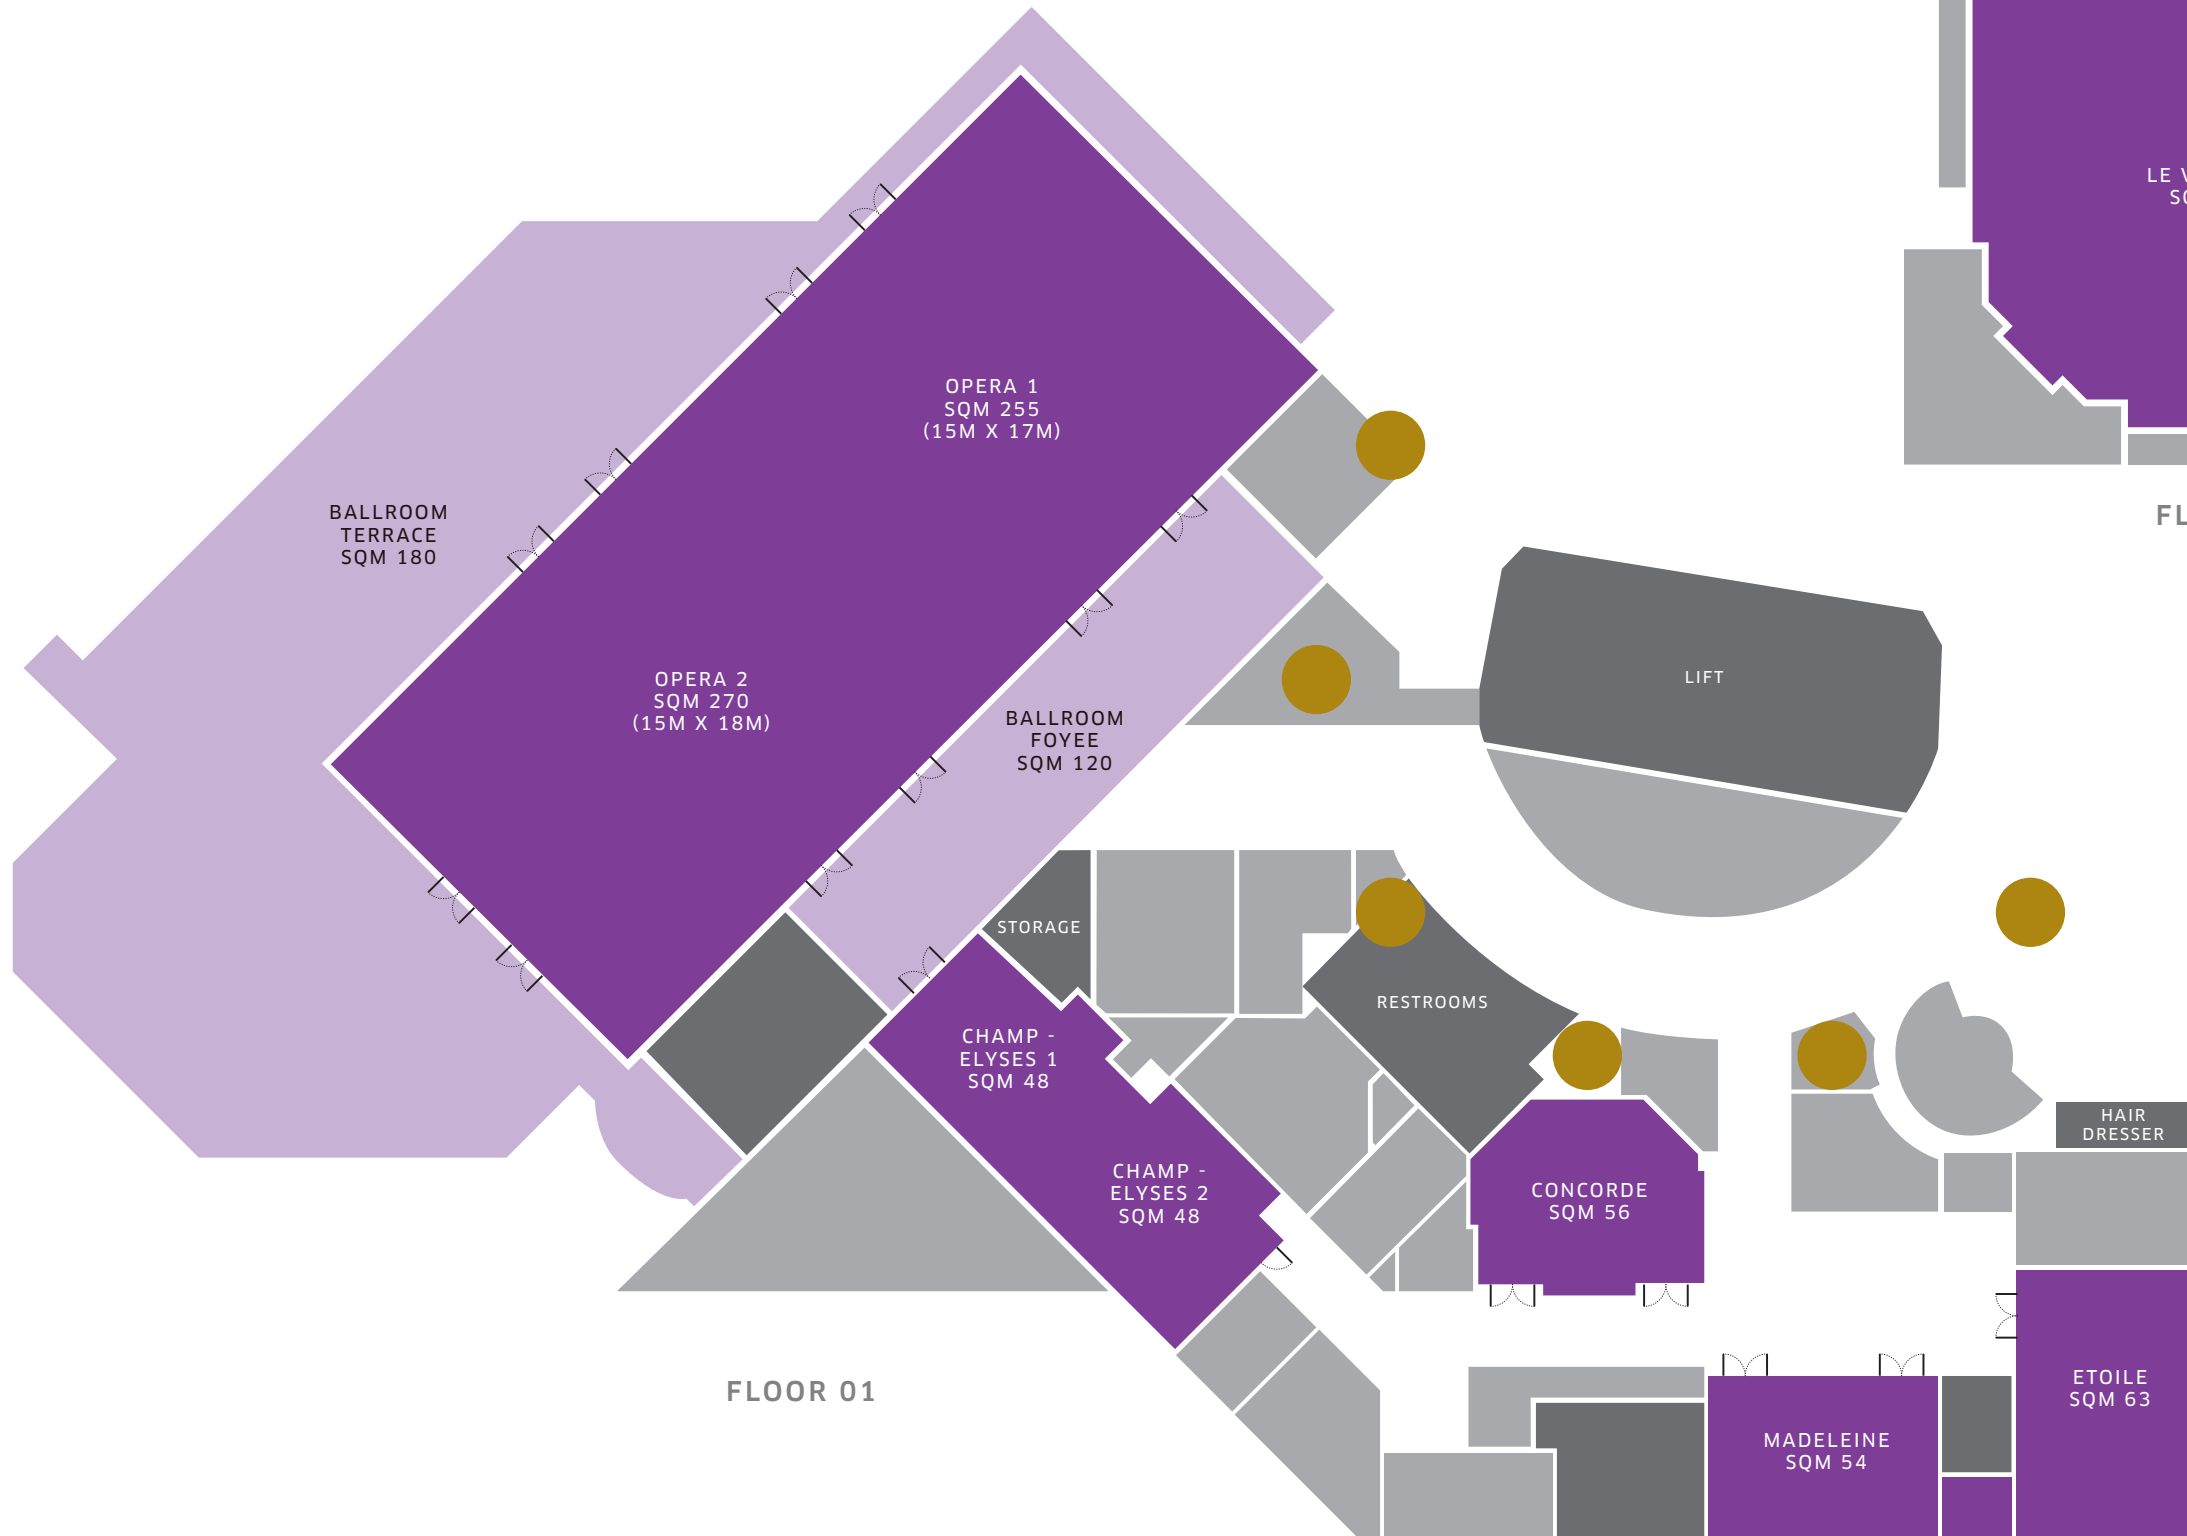 OPERA 1
SQM 255
(15M X 17M)
BALLROOM
TERRACE
SQM 180
OPERA 2
SQM 270
(15M X 18M)
BALLROOM
FOYEE
SQM 120
LIFT
STORAGE
RESTROOMS
CHAMP -
ELYSES 1
SQM 48
CHAMP -
ELYSES 2
SQM 48
CONCORDE
SQM 56
HAIR
DRESSER
ETOILE
SQM 63
MADELEINE
SQM 54
FLOOR 01
LE